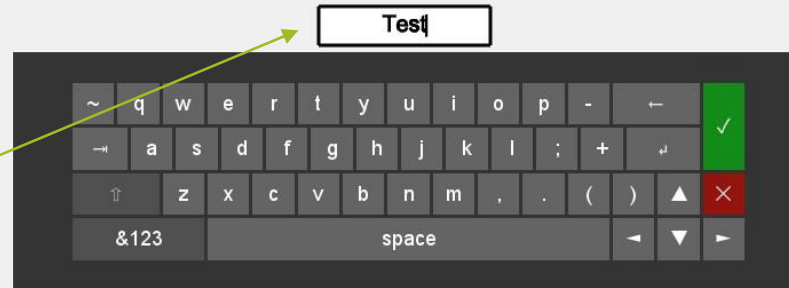 Test
~ q w e r t y u i o p - ←
⇥ a s d f g h j k l ; + ↵ ✓
⇧ z x c v b n m , . ( ) ▲ ✕
&123 space ◄ ▼ ►